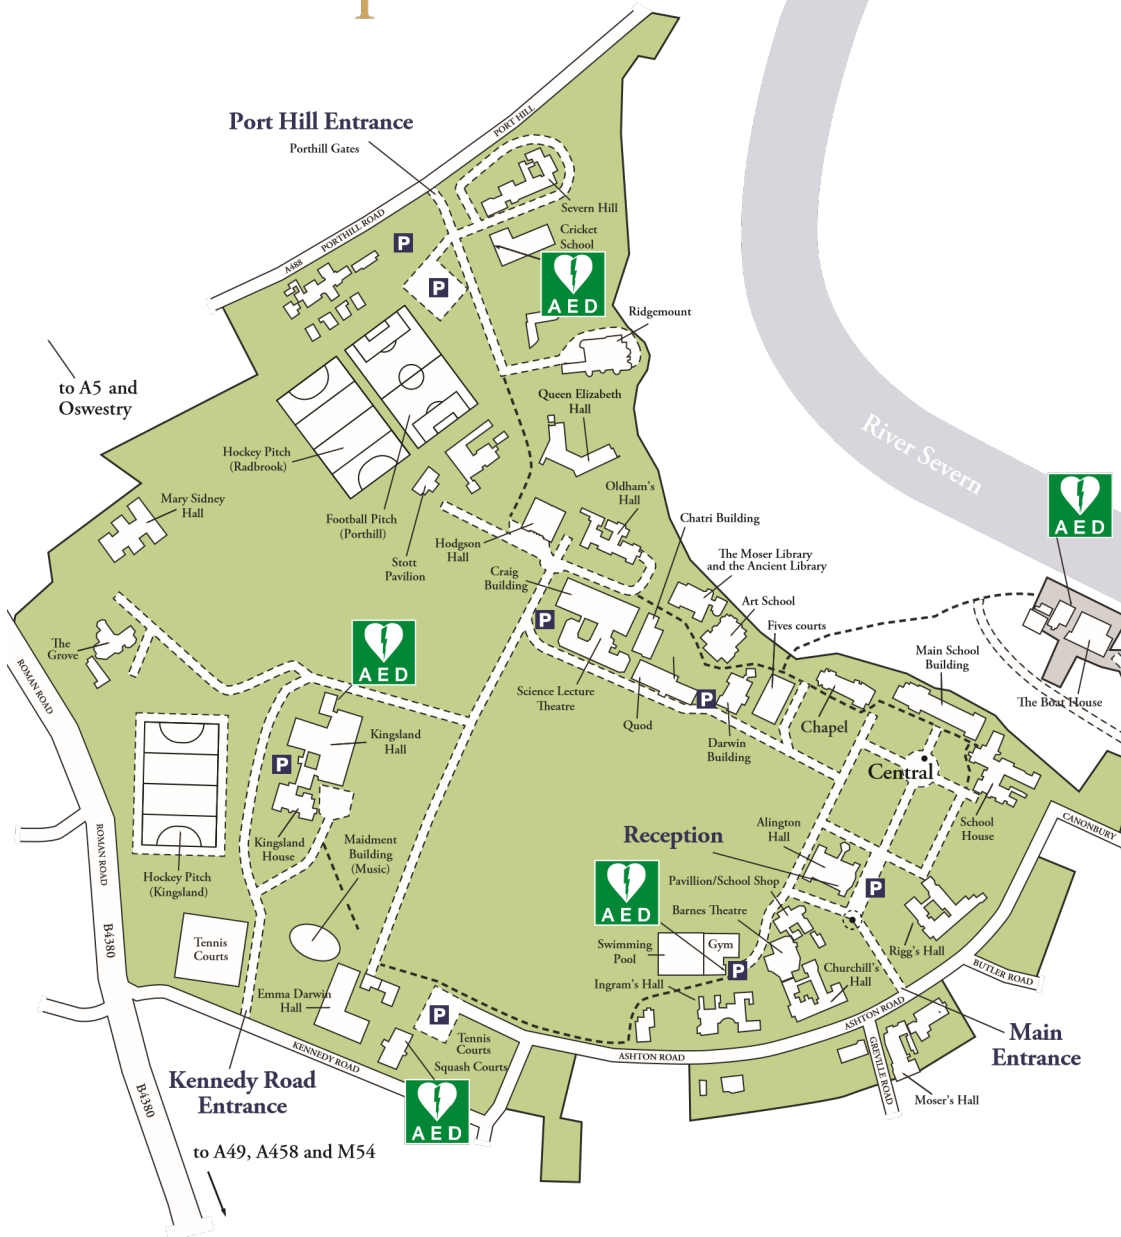 Port Hill Entrance
Porthill Gates
PORT HILL
A488
PORTHILL ROAD
P
P
Severn Hill
Cricket
School
AED
Ridgemount
to A5 and
Oswestry
Queen Elizabeth
Hall
River Severn
Hockey Pitch
(Radbrook)
Football Pitch
(Porthill)
Stott
Pavilion
Mary Sidney
Hall
Oldham's
Hall
Hodgson
Hall
Chatri Building
AED
Craig
Building
The Moser Library
and the Ancient Library
Art School
Fives courts
P
The
Grove
AED
Main School
Building
The Boat House
ROMAN ROAD
Science Lecture
Theatre
Quod
P
Darwin
Building
Chapel
Kingsland
Hall
P
Central
Kingsland
House
Maidment
Building
(Music)
Reception
Alington
Hall
School
House
CANONBURY
ROMAN ROAD
Hockey Pitch
(Kingsland)
AED
Pavillion/School Shop
P
Barnes Theatre
Tennis
Courts
B4380
Swimming
Pool
Gym
P
Rigg's Hall
Ingram's Hall
Churchill's
Hall
BUTLER ROAD
Emma Darwin
Hall
P
Tennis
Courts
Squash Courts
ASHTON ROAD
ASHTON ROAD
Main
Entrance
GREVILLE ROAD
Moser's Hall
KENNEDY ROAD
Kennedy Road
Entrance
AED
B4380
to A49, A458 and M54